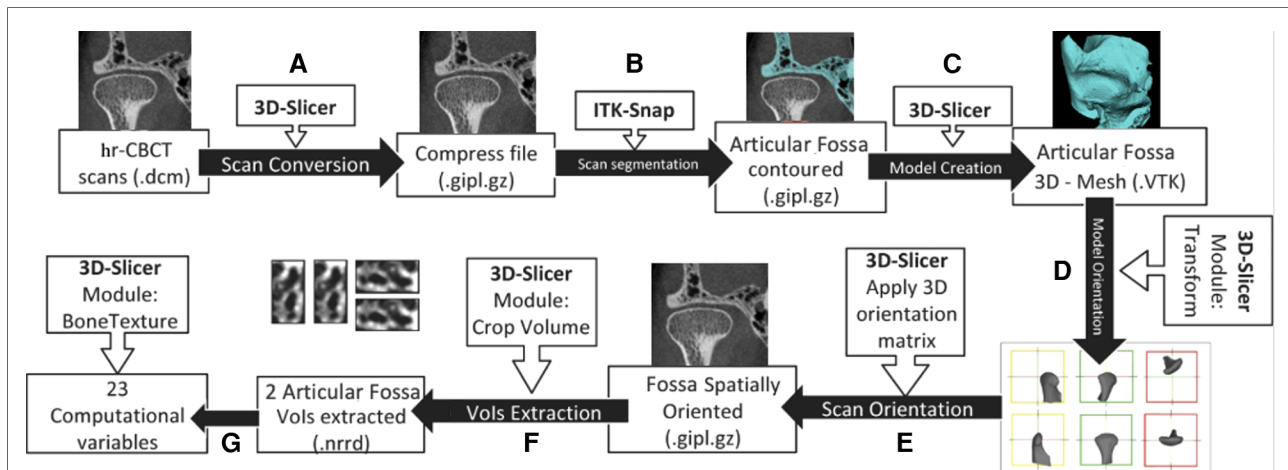 A
3D-Slicer
hr-CBCT
scans (.dcm)
Scan Conversion
Compress file
(.gipl.gz)
B
ITK-Snap
Scan segmentation
Articular Fossa
contoured
(.gipl.gz)
C
3D-Slicer
Model Creation
Articular Fossa
3D - Mesh (.VTK)
D
Model Orientation
3D-Slicer
Module:
Transform
3D-Slicer
Apply 3D
orientation
matrix
Scan Orientation
E
Fossa Spatially
Oriented
(.gipl.gz)
3D-Slicer
Module:
Crop Volume
VoIs Extraction
F
2 Articular Fossa
VoIs extracted
(.nrrd)
G
3D-Slicer
Module:
BoneTexture
23
Computational
variables